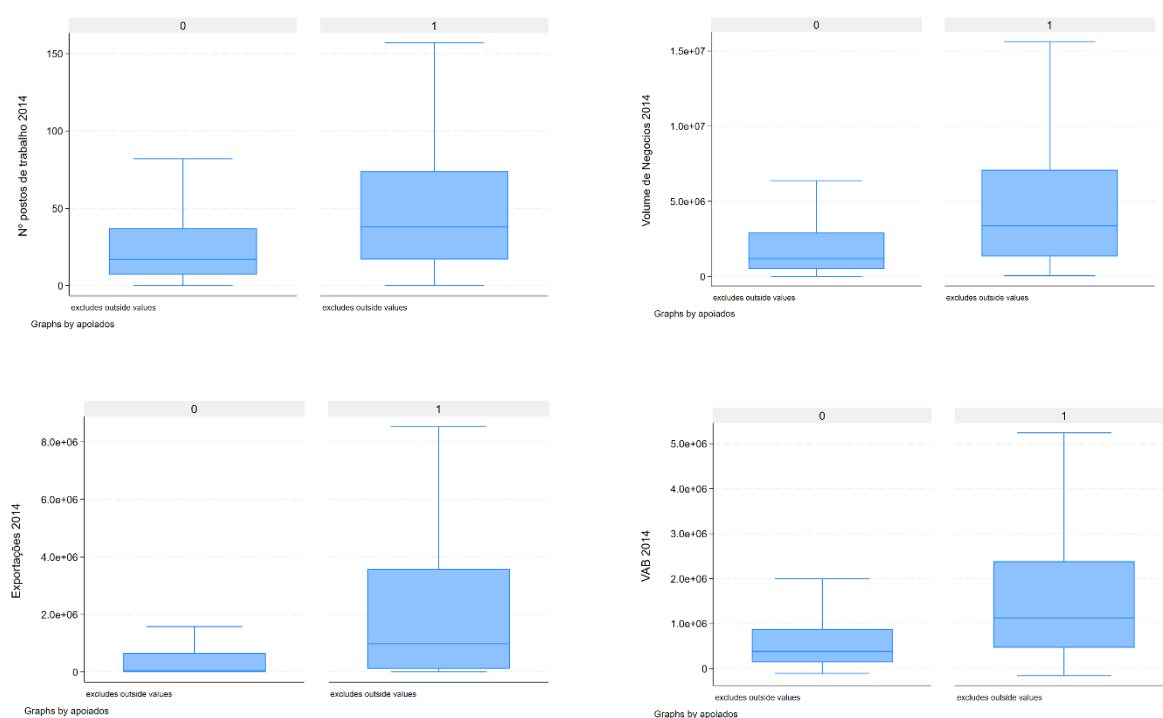 0 1
Nº postos de trabalho 2014
150
100
50
0
excludes outside values excludes outside values
Graphs by apoiados
0 1
Volume de Negocios 2014
1.5e+07
1.0e+07
5.0e+06
0
excludes outside values excludes outside values
Graphs by apoiados
0 1
Exportações 2014
8.0e+06
6.0e+06
4.0e+06
2.0e+06
0
excludes outside values excludes outside values
Graphs by apoiados
0 1
VAB 2014
5.0e+06
4.0e+06
3.0e+06
2.0e+06
1.0e+06
0
excludes outside values excludes outside values
Graphs by apoiados